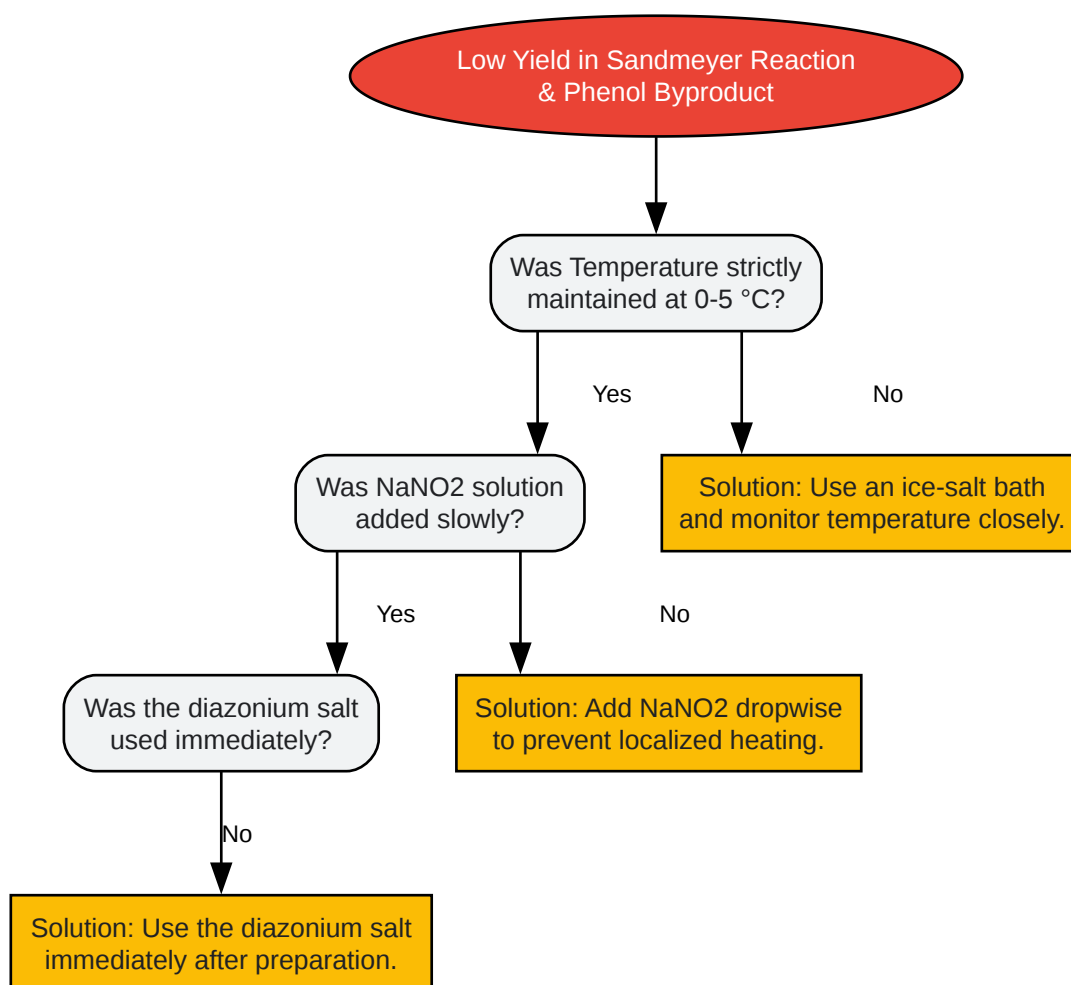 Low Yield in Sandmeyer Reaction
& Phenol Byproduct
Was Temperature strictly
maintained at 0-5 °C?
Yes
No
Was NaNO2 solution
added slowly?
Solution: Use an ice-salt bath
and monitor temperature closely.
Yes
No
Was the diazonium salt
used immediately?
Solution: Add NaNO2 dropwise
to prevent localized heating.
No
Solution: Use the diazonium salt
immediately after preparation.